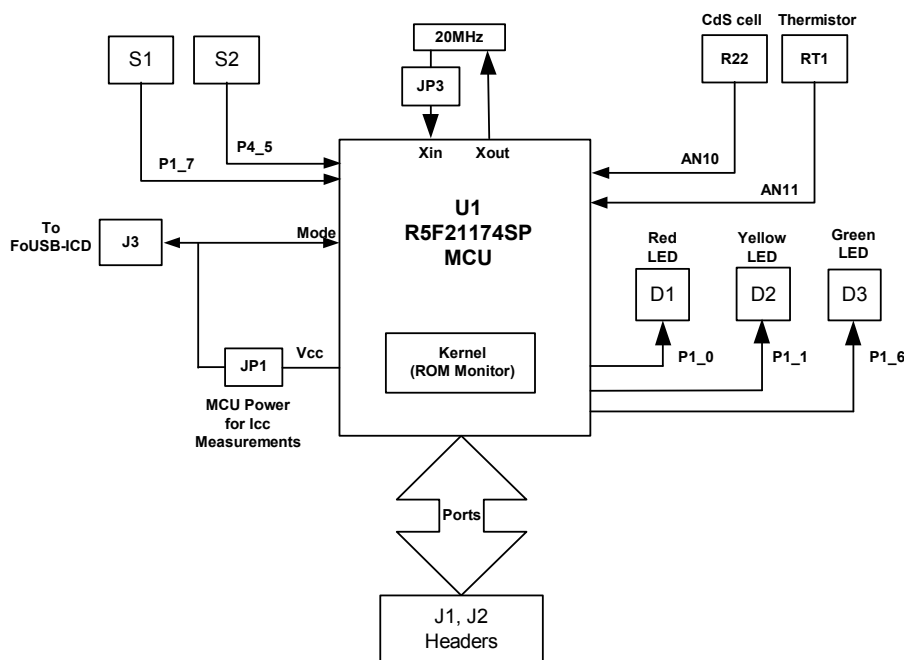 S1
S2
20MHz
JP3
CdS cell
Thermistor
R22
RT1
P4_5
P1_7
Xin
Xout
AN10
AN11
U1
R5F21174SP
MCU
To
FoUSB-ICD
J3
Mode
Red
LED
Yellow
LED
Green
LED
D1
D2
D3
Kernel
(ROM Monitor)
Vcc
JP1
P1_0
P1_1
P1_6
MCU Power
for Icc
Measurements
Ports
J1, J2
Headers